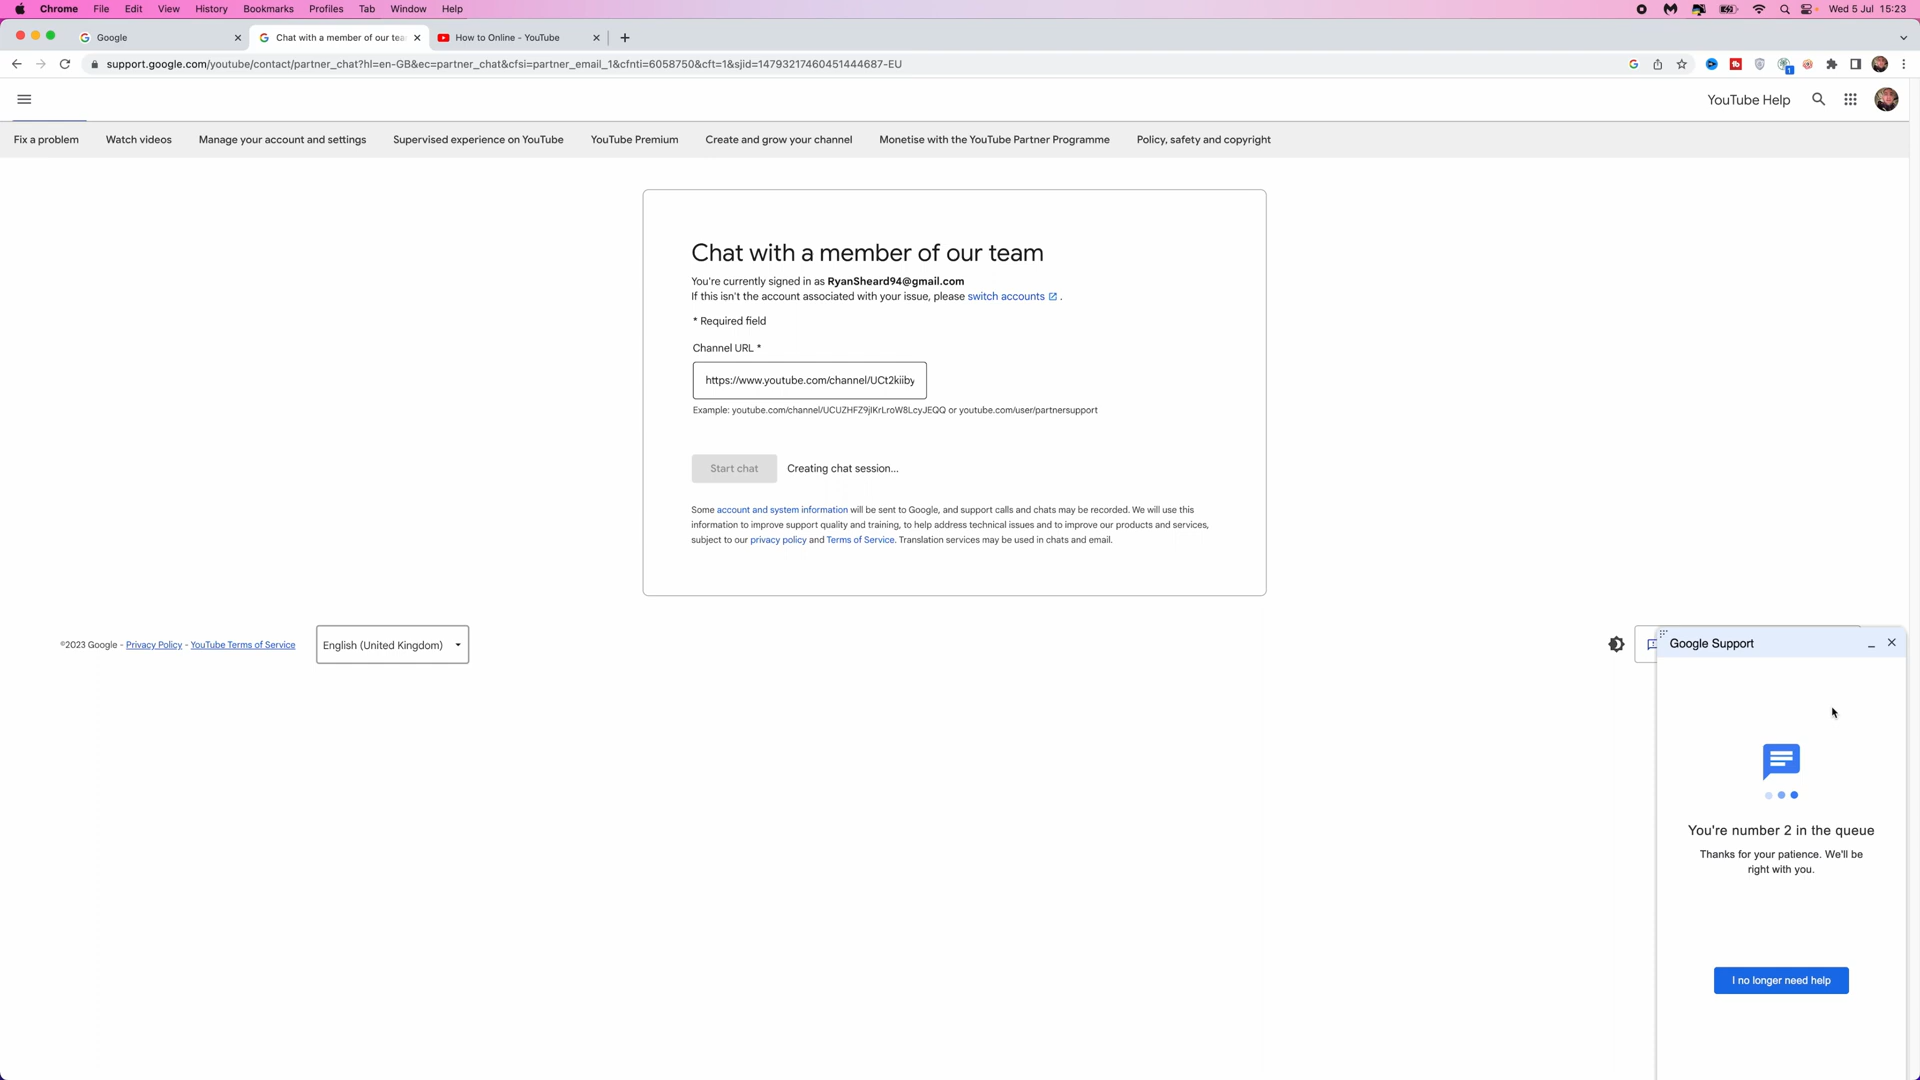 Chrome File Edit View History Bookmarks Profiles Tab Window Help Wed 5 Jul 15:23
Google Chat with a member of our tea How to Online - YouTube
support.google.com/youtube/contact/partner_chat?hl=en-GB&ec=partner_chat&cfsi=partner_email_1&cfnti=6058750&cft=1&sjid=14793217460451444687-EU
YouTube Help
Fix a problem Watch videos Manage your account and settings Supervised experience on YouTube YouTube Premium Create and grow your channel Monetise with the YouTube Partner Programme Policy, safety and copyright
Chat with a member of our team
You're currently signed in as RyanSheard94@gmail.com
If this isn't the account associated with your issue, please switch accounts .
* Required field
Channel URL *
https://www.youtube.com/channel/UCt2kiiby
Example: youtube.com/channel/UCUZHFZ9jIKrLroW8LcyJEQQ or youtube.com/user/partnersupport
Start chat Creating chat session...
Some account and system information will be sent to Google, and support calls and chats may be recorded. We will use this
information to improve support quality and training, to help address technical issues and to improve our products and services,
subject to our privacy policy and Terms of Service. Translation services may be used in chats and email.
©2023 Google - Privacy Policy - YouTube Terms of Service English (United Kingdom)
Google Support
You're number 2 in the queue
Thanks for your patience. We'll be
right with you.
I no longer need help